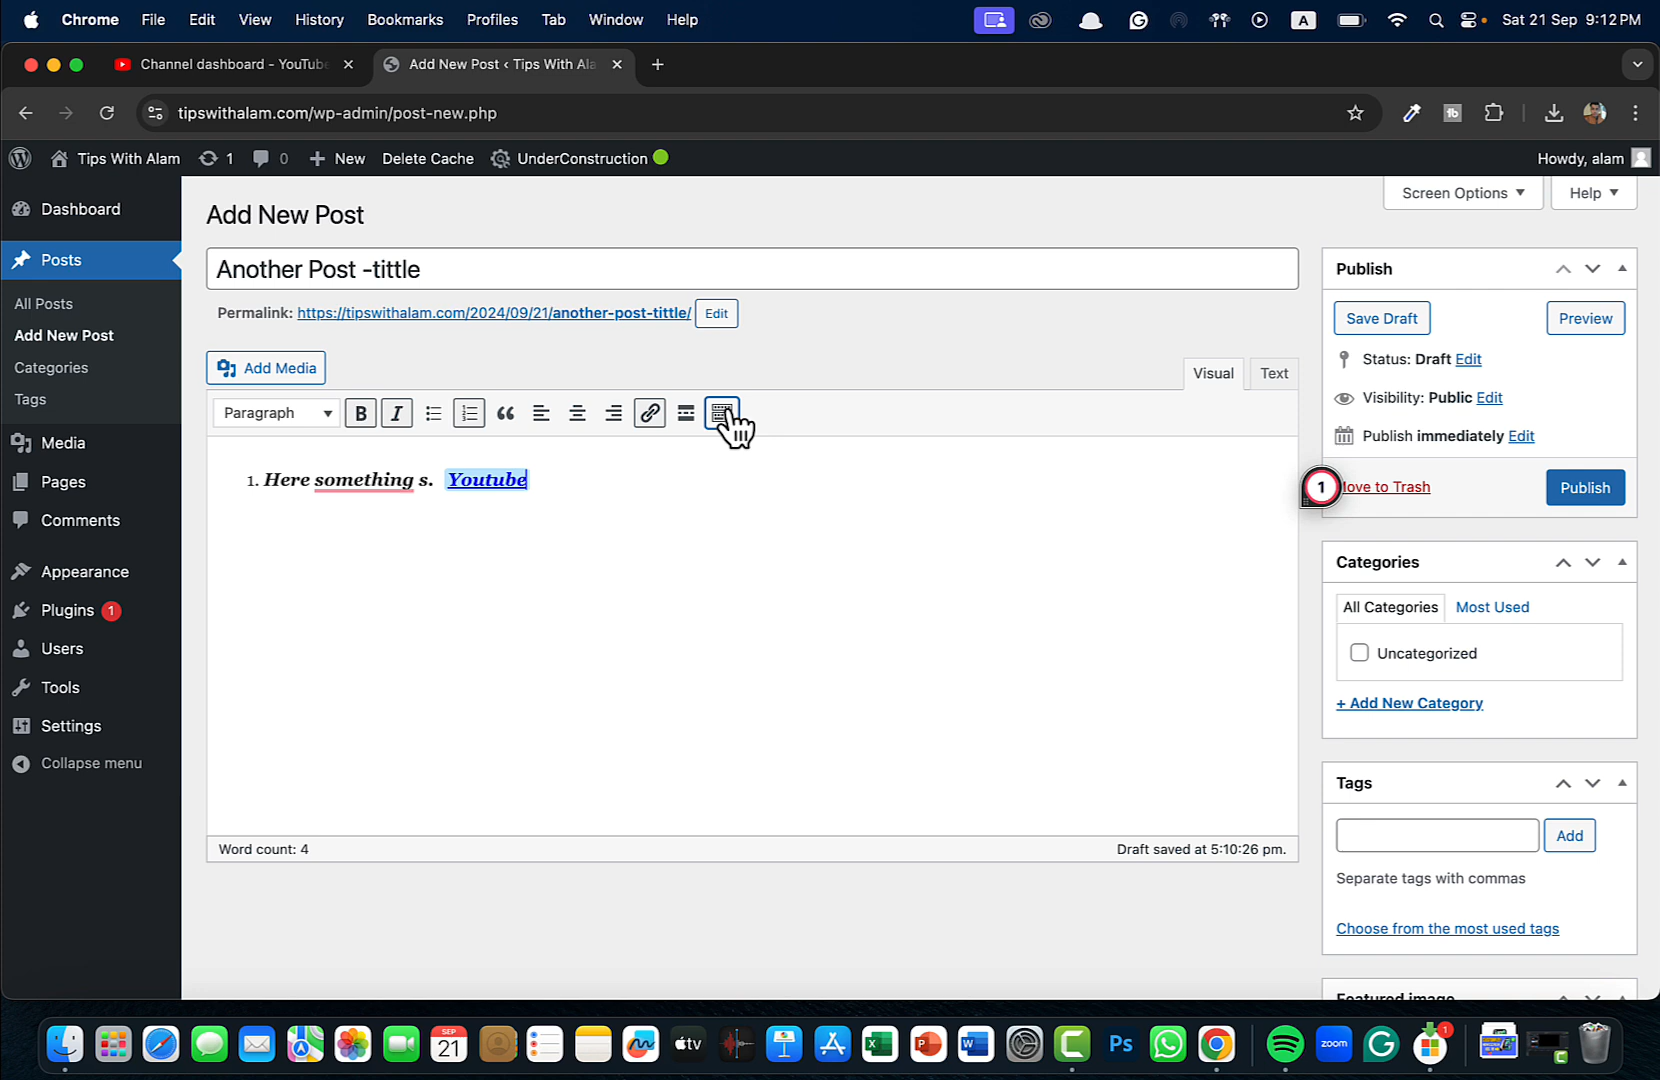 Chrome File Edit View History Bookmarks Profiles Tab Window Help A Sat 21 Sep 9:12 PM
Channel dashboard - YouTube Add New Post ‹ Tips With Ala
tipswithalam.com/wp-admin/post-new.php tb
Tips With Alam 1 0 New Delete Cache UnderConstruction Howdy, alam
Screen Options Help
Dashboard
Posts
All Posts
Add New Post
Categories
Tags
Media
Pages
Comments
Appearance
Plugins 1
Users
Tools
Settings
Collapse menu
Add New Post
Another Post -tittle
Permalink: https://tipswithalam.com/2024/09/21/another-post-tittle/ Edit
Add Media
Visual Text
Paragraph B I
1. Here something s. Youtube
Word count: 4 Draft saved at 5:10:26 pm.
Publish
Save Draft Preview
Status: Draft Edit
Visibility: Public Edit
Publish immediately Edit
1
ove to Trash Publish
Categories
All Categories Most Used
Uncategorized
+ Add New Category
Tags
Add
Separate tags with commas
Choose from the most used tags
Featured image
SEP
21
tv
Ps
zoom
1